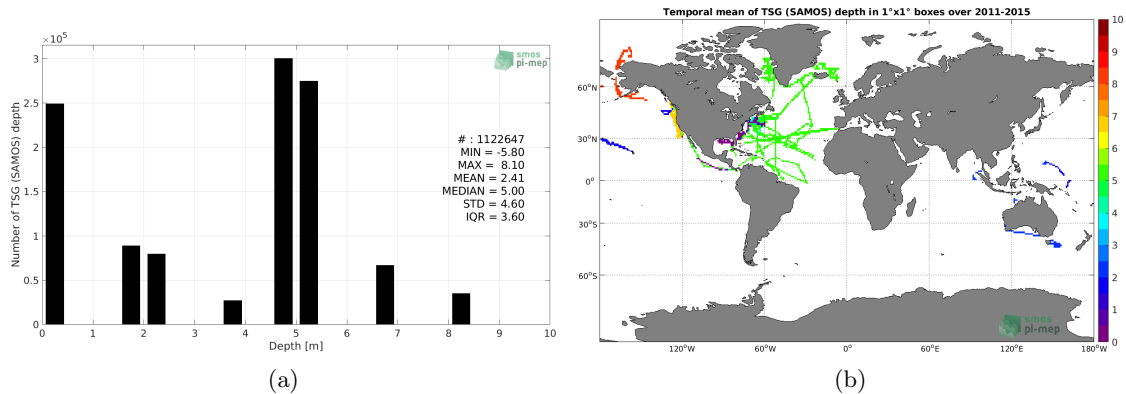 ×10⁵
smos
pi-mep
3
2.5
2
1.5
1
0.5
0
Number of TSG (SAMOS) depth
# : 1122647
MIN = -5.80
MAX = 8.10
MEAN = 2.41
MEDIAN = 5.00
STD = 4.60
IQR = 3.60
0 1 2 3 4 5 6 7 8 9 10
Depth [m]
(a)
Temporal mean of TSG (SAMOS) depth in 1°x1° boxes over 2011-2015
60°N
30°N
0°
30°S
60°S
120°W 60°W 0° 60°E 120°E 180°W
smos
pi-mep
10
9
8
7
6
5
4
3
2
1
0
(b)